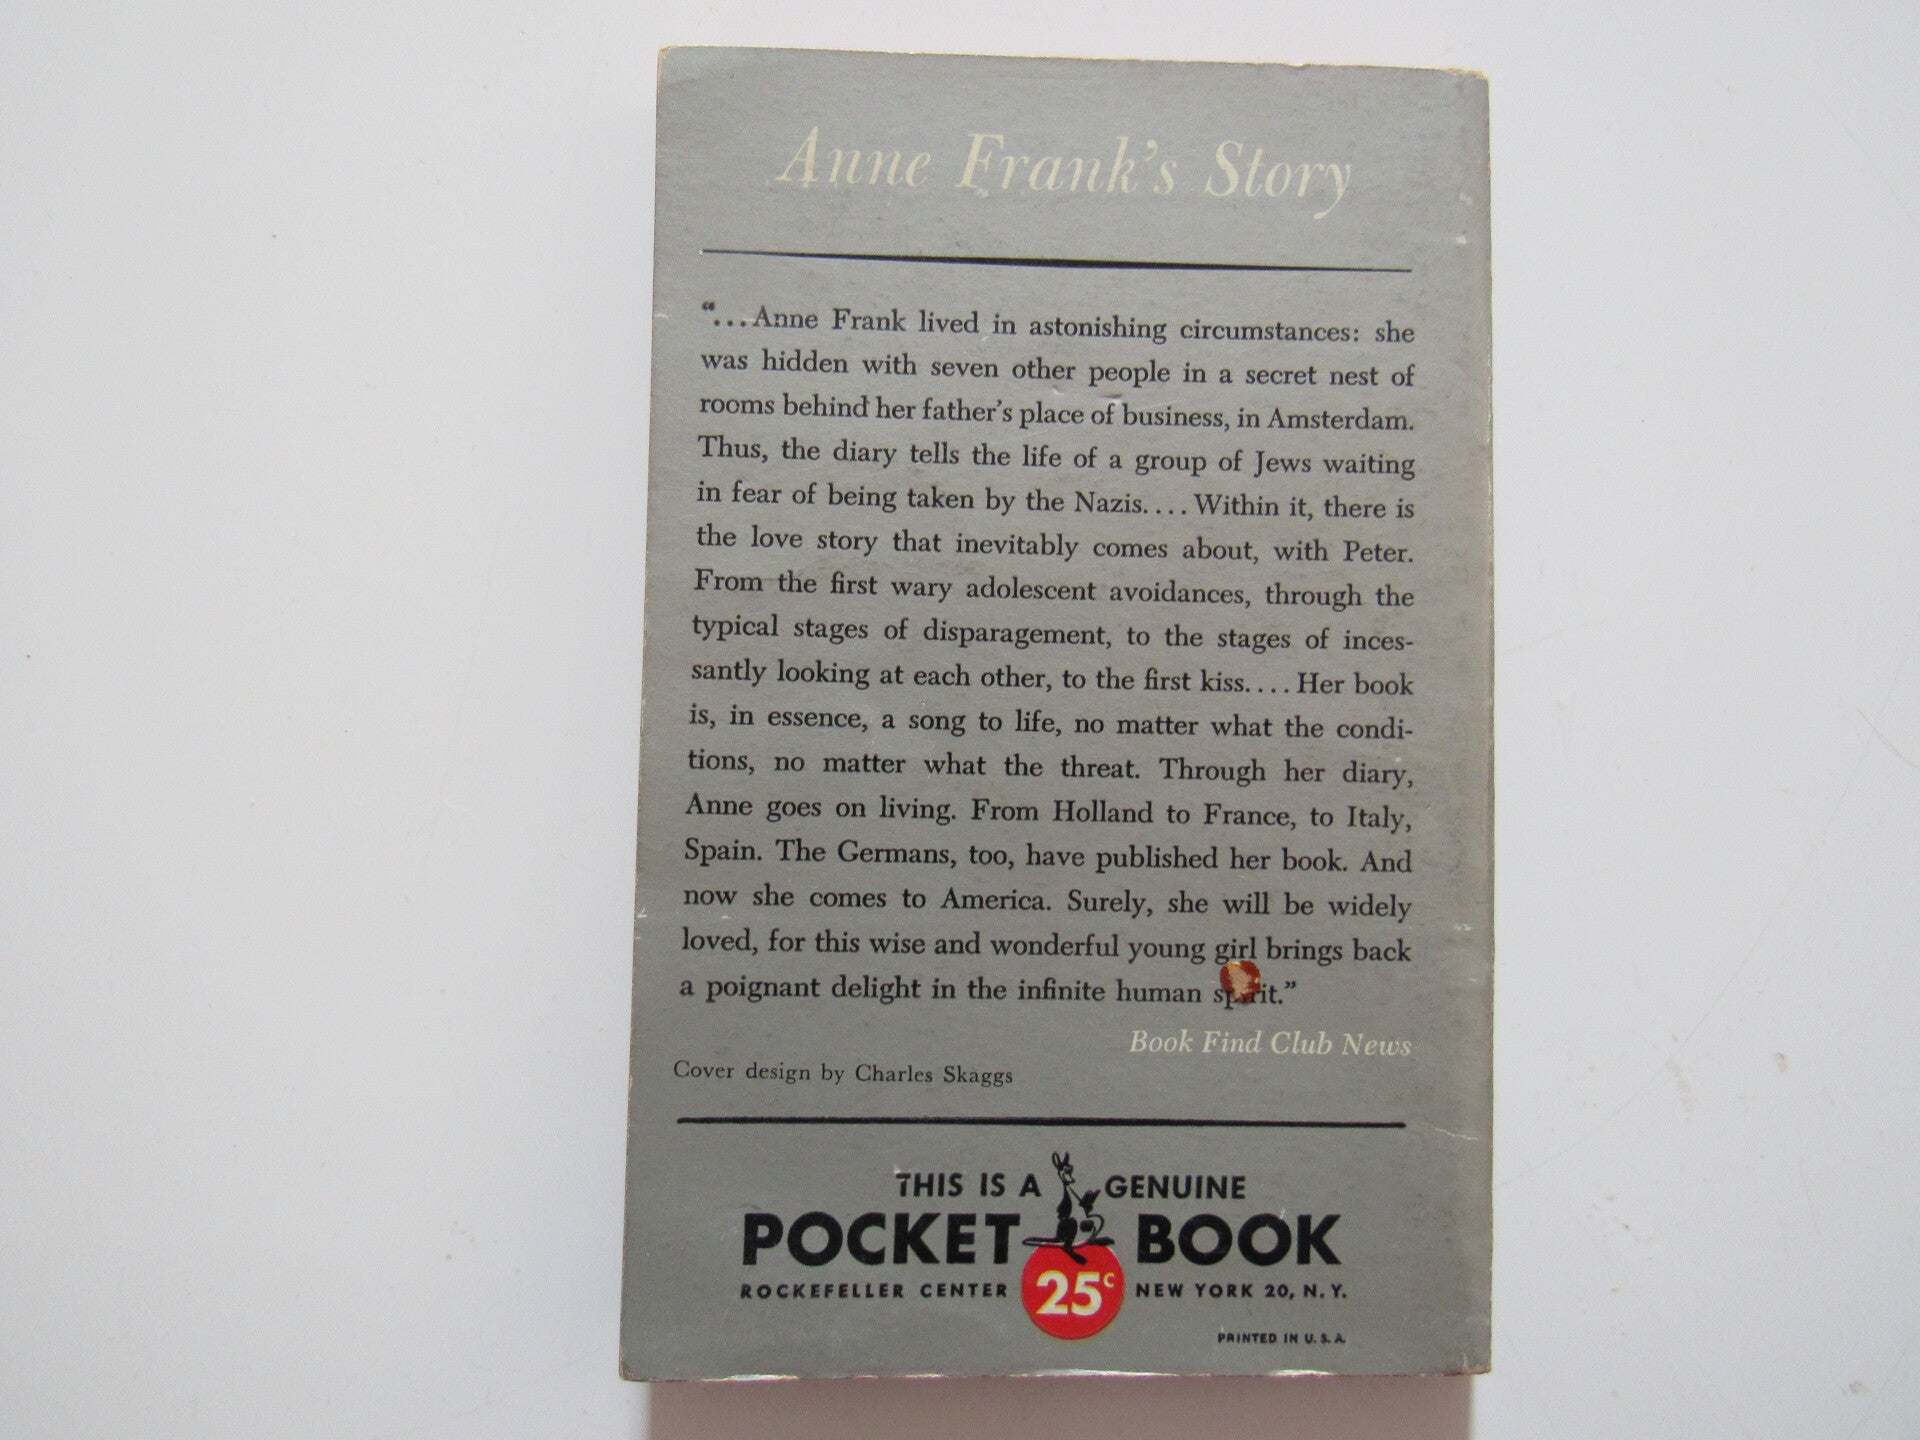 Anne Frank's Story
“...Anne Frank lived in astonishing circumstances: she
was hidden with seven other people in a secret nest of
rooms behind her father's place of business, in Amsterdam.
Thus, the diary tells the life of a group of Jews waiting
in fear of being taken by the Nazis.... Within it, there is
the love story that inevitably comes about, with Peter.
From the first wary adolescent avoidances, through the
typical stages of disparagement, to the stages of inces-
santly looking at each other, to the first kiss.... Her book
is, in essence, a song to life, no matter what the condi-
tions, no matter what the threat. Through her diary,
Anne goes on living. From Holland to France, to Italy,
Spain. The Germans, too, have published her book. And
now she comes to America. Surely, she will be widely
loved, for this wise and wonderful young girl brings back
a poignant delight in the infinite human spirit.”
Book Find Club News
Cover design by Charles Skaggs
THIS IS A GENUINE
POCKET BOOK
ROCKEFELLER CENTER 25c NEW YORK 20, N. Y.
PRINTED IN U. S. A.